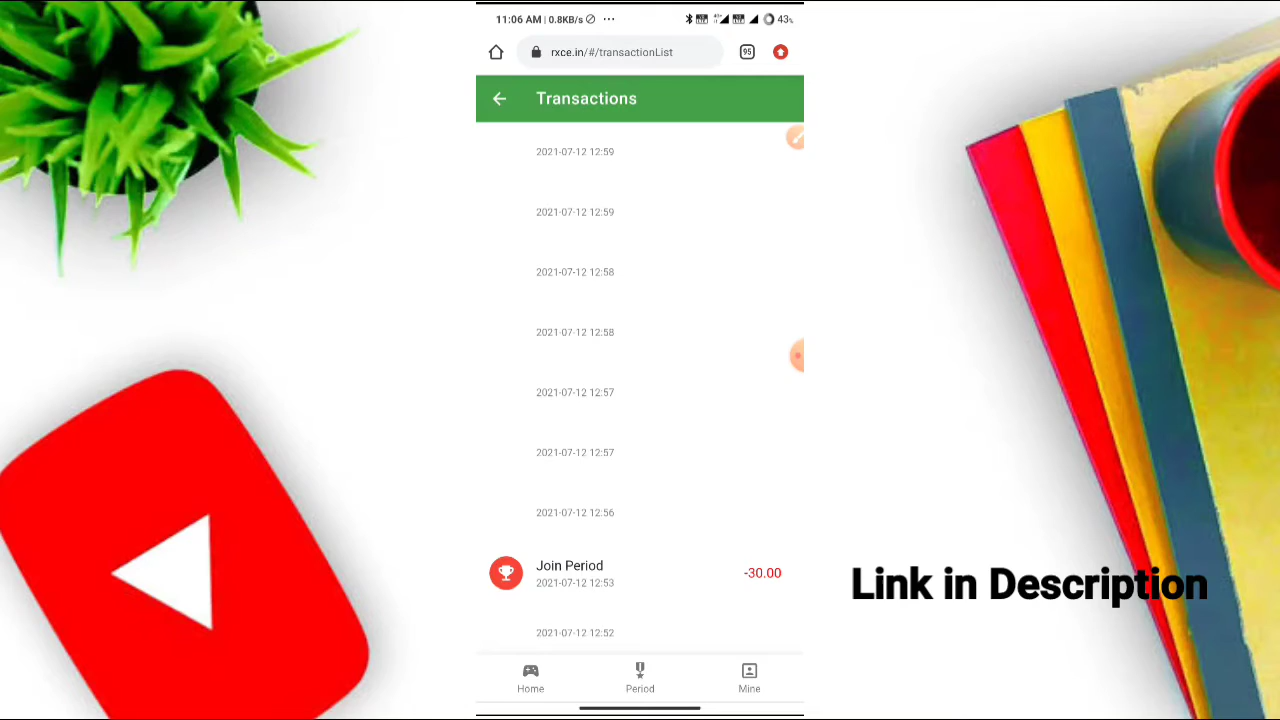 11:06 AM | 0.8KB/s
43%
rxce.in/#/transactionList
95
Transactions
2021-07-12 12:59
2021-07-12 12:59
2021-07-12 12:58
2021-07-12 12:58
2021-07-12 12:57
2021-07-12 12:57
2021-07-12 12:56
Join Period
-30.00
2021-07-12 12:53
2021-07-12 12:52
Link in Description
Home
Period
Mine